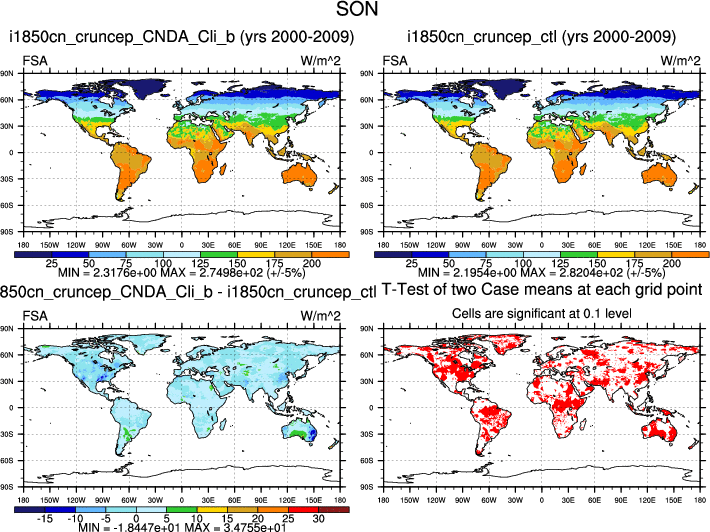 SON
i1850cn_cruncep_CNDA_Cli_b (yrs 2000-2009)
i1850cn_cruncep_ctl (yrs 2000-2009)
FSA W/m^2
FSA W/m^2
90N 60N 30N 0 30S 60S 90S
180 150W 120W 90W 60W 30W 0 30E 60E 90E 120E 150E 180
25 50 75 100 125 150 175 200
MIN = 2.3176e+00 MAX = 2.7498e+02 (+/-5%)
90N 60N 30N 0 30S 60S 90S
180 150W 120W 90W 60W 30W 0 30E 60E 90E 120E 150E 180
25 50 75 100 125 150 175 200
MIN = 2.1954e+00 MAX = 2.8204e+02 (+/-5%)
850cn_cruncep_CNDA_Cli_b - i1850cn_cruncep_ctl
T-Test of two Case means at each grid point
FSA W/m^2
Cells are significant at 0.1 level
90N 60N 30N 0 30S 60S 90S
180 150W 120W 90W 60W 30W 0 30E 60E 90E 120E 150E 180
-15 -10 -5 0 5 10 15 20 25 30
MIN = -1.8447e+01 MAX = 3.4755e+01
90N 60N 30N 0 30S 60S 90S
180 150W 120W 90W 60W 30W 0 30E 60E 90E 120E 150E 180